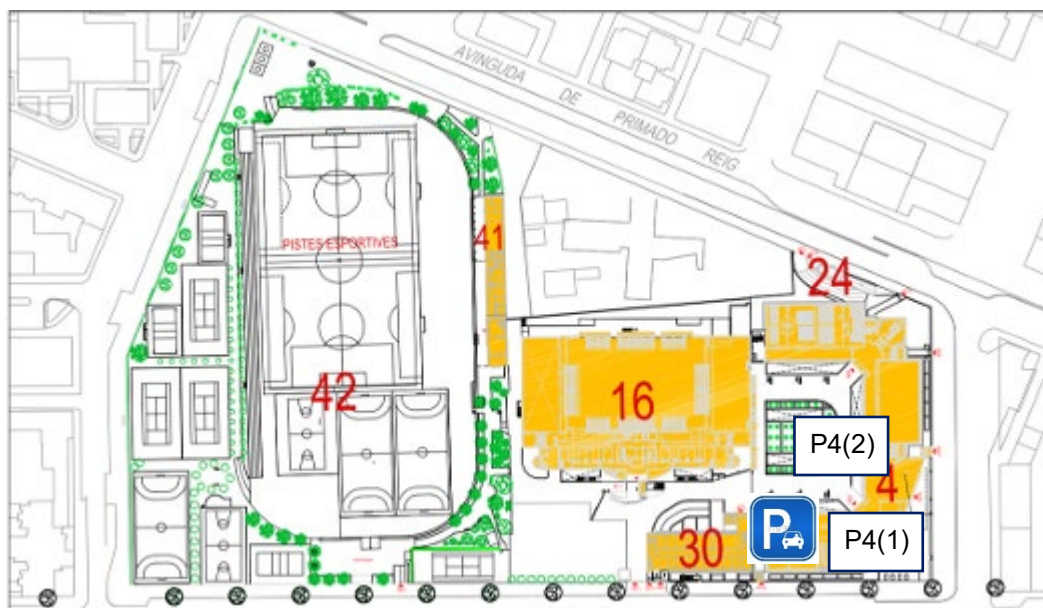 AVINGUDA DE PRIMADO REIG
PISTES ESPORTIVES
41
24
42
16
P4(2)
4
30
P
P4(1)